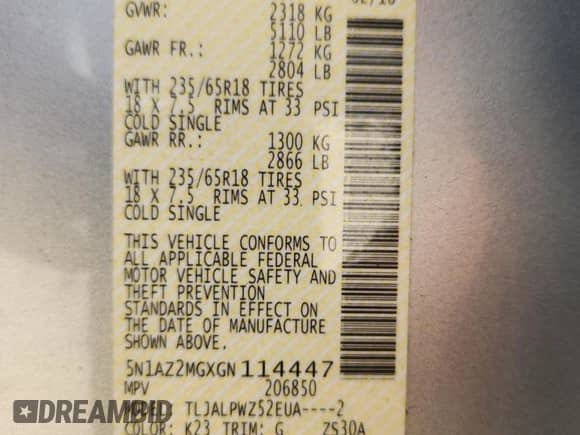 GVWR: 2318 KG
5110 LB
GAWR FR.: 1272 KG
2804 LB
WITH 235/65R18 TIRES
18 X 7.5 RIMS AT 33 PSI
COLD SINGLE
GAWR RR.: 1300 KG
2866 LB
WITH 235/65R18 TIRES
18 X 7.5 RIMS AT 33 PSI
COLD SINGLE
THIS VEHICLE CONFORMS TO
ALL APPLICABLE FEDERAL
MOTOR VEHICLE SAFETY AND
THEFT PREVENTION
STANDARDS IN EFFECT ON
THE DATE OF MANUFACTURE
SHOWN ABOVE.
5N1AZ2MGXGN114447
MPV 206850
MODEL: TLJALPWZ52EUA----2
COLOR: K23 TRIM: G ZS30A
DREAMBID